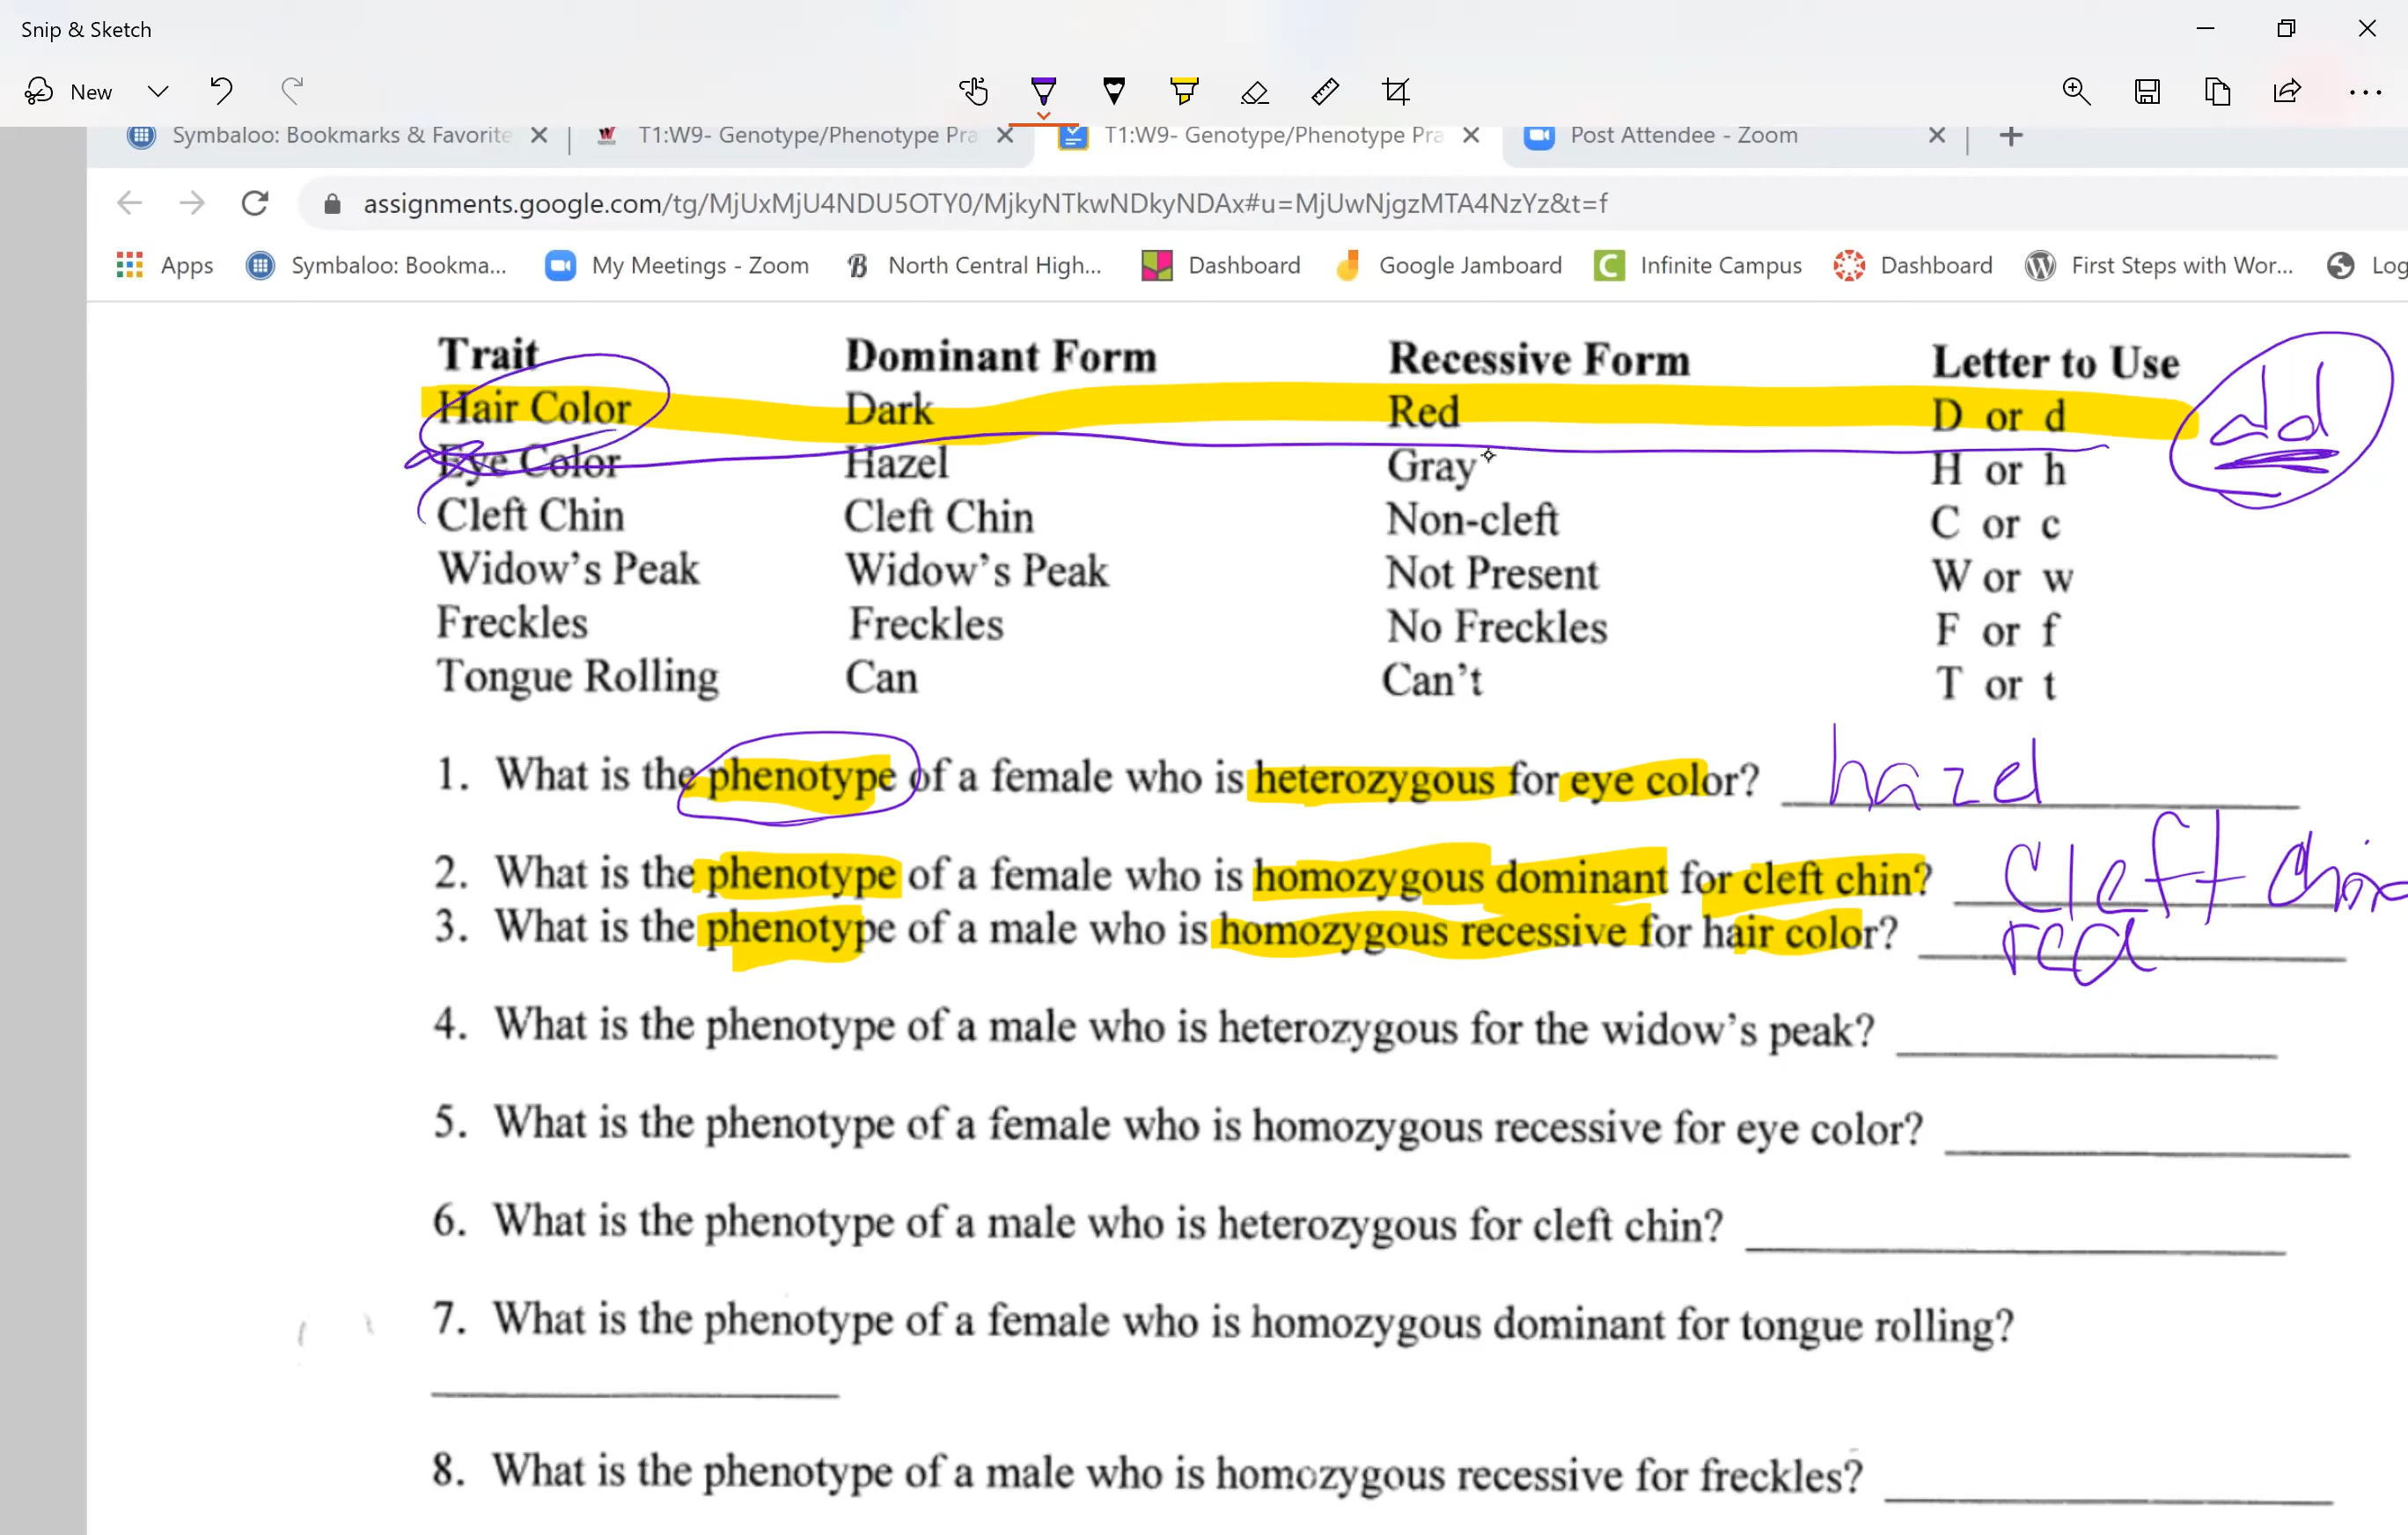 Snip & Sketch
New
Symbaloo: Bookmarks & Favorite
T1:W9- Genotype/Phenotype Pra
T1:W9- Genotype/Phenotype Pra
Post Attendee - Zoom
assignments.google.com/tg/MjUxMjU4NDU5OTY0/MjkyNTkwNDkyNDAx#u=MjUwNjgzMTA4NzYz&t=f
Apps Symbaloo: Bookma... My Meetings - Zoom North Central High... Dashboard Google Jamboard Infinite Campus Dashboard First Steps with Wor... Log
Trait Dominant Form Recessive Form Letter to Use
Hair Color Dark Red D or d dd
Eye Color Hazel Gray H or h
Cleft Chin Cleft Chin Non-cleft C or c
Widow's Peak Widow's Peak Not Present W or w
Freckles Freckles No Freckles F or f
Tongue Rolling Can Can't T or t
1. What is the phenotype of a female who is heterozygous for eye color? hazel
2. What is the phenotype of a female who is homozygous dominant for cleft chin? cleft chin
3. What is the phenotype of a male who is homozygous recessive for hair color? red
4. What is the phenotype of a male who is heterozygous for the widow's peak?
5. What is the phenotype of a female who is homozygous recessive for eye color?
6. What is the phenotype of a male who is heterozygous for cleft chin?
7. What is the phenotype of a female who is homozygous dominant for tongue rolling?
8. What is the phenotype of a male who is homozygous recessive for freckles?